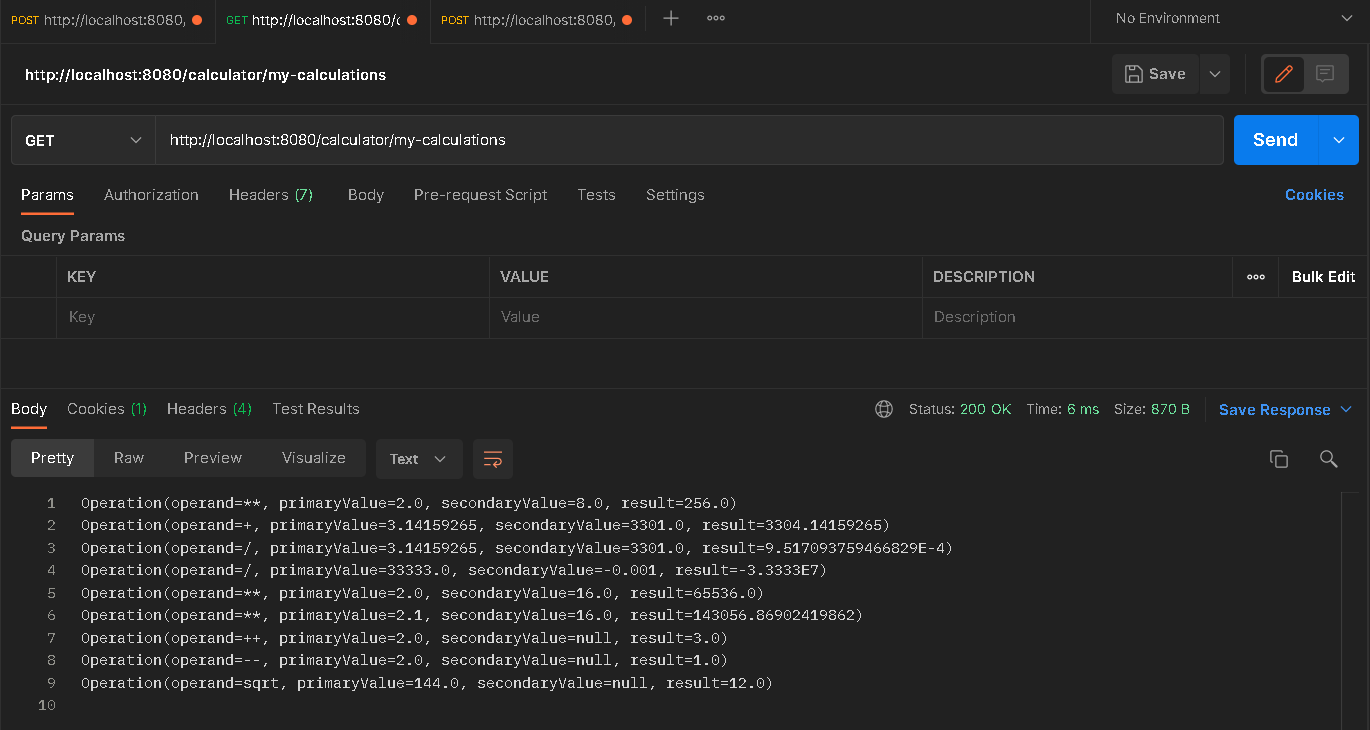 POST http://localhost:8080, GET http://localhost:8080/c POST http://localhost:8080, No Environment
http://localhost:8080/calculator/my-calculations Save
GET http://localhost:8080/calculator/my-calculations Send
Params Authorization Headers (7) Body Pre-request Script Tests Settings Cookies
Query Params
KEY VALUE DESCRIPTION Bulk Edit
Key Value Description
Body Cookies (1) Headers (4) Test Results Status: 200 OK Time: 6 ms Size: 870 B Save Response
Pretty Raw Preview Visualize Text
1 Operation(operand=**, primaryValue=2.0, secondaryValue=8.0, result=256.0)
2 Operation(operand=+, primaryValue=3.14159265, secondaryValue=3301.0, result=3304.14159265)
3 Operation(operand=/, primaryValue=3.14159265, secondaryValue=3301.0, result=9.517093759466829E-4)
4 Operation(operand=/, primaryValue=33333.0, secondaryValue=-0.001, result=-3.3333E7)
5 Operation(operand=**, primaryValue=2.0, secondaryValue=16.0, result=65536.0)
6 Operation(operand=**, primaryValue=2.1, secondaryValue=16.0, result=143056.86902419862)
7 Operation(operand=++, primaryValue=2.0, secondaryValue=null, result=3.0)
8 Operation(operand=--, primaryValue=2.0, secondaryValue=null, result=1.0)
9 Operation(operand=sqrt, primaryValue=144.0, secondaryValue=null, result=12.0)
10